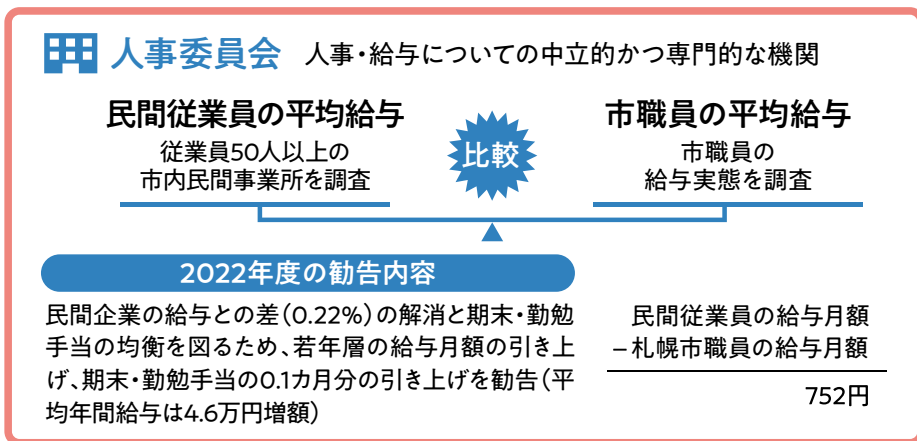 人事委員会 人事・給与についての中立的かつ専門的な機関
民間従業員の平均給与
従業員50人以上の
市内民間事業所を調査
比較
市職員の平均給与
市職員の
給与実態を調査
2022年度の勧告内容
民間企業の給与との差(0.22%)の解消と期末・勤勉
手当の均衡を図るため、若年層の給与月額の引き上
げ、期末・勤勉手当の0.1カ月分の引き上げを勧告(平
均年間給与は4.6万円増額)
民間従業員の給与月額
−札幌市職員の給与月額
752円